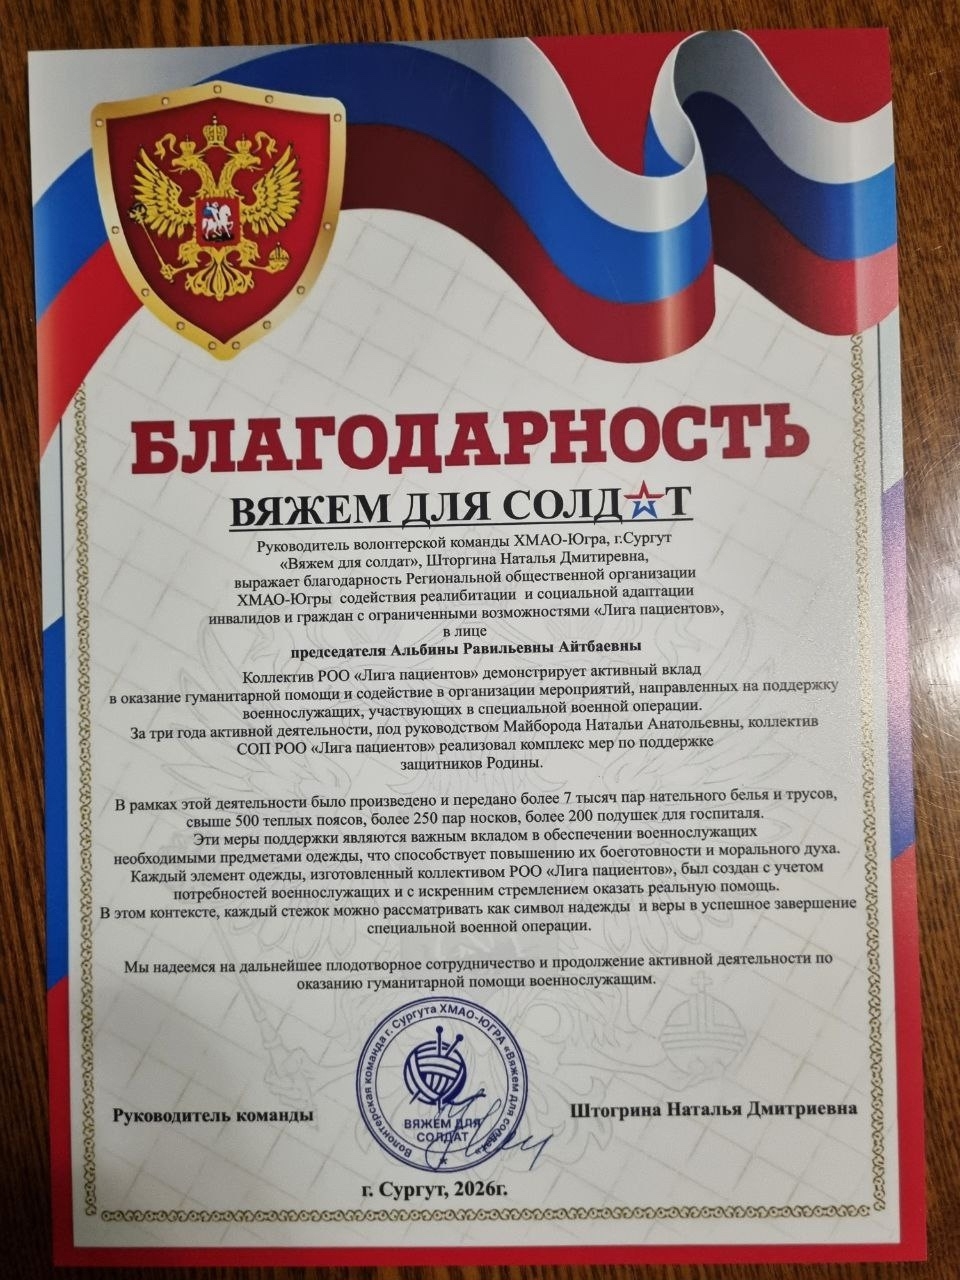 БЛАГОДАРНОСТЬ
ВЯЖЕМ ДЛЯ СОЛДАТ
Руководитель волонтерской команды ХМАО-Югра, г.Сургут
«Вяжем для солдат», Шторгина Наталья Дмитиревна,
выражает благодарность Региональной общественной организации
ХМАО-Югры содействия реалибитации и социальной адаптации
инвалидов и граждан с ограниченными возможностями «Лига пациентов»,
в лице
председателя Альбины Равильевны Айтбаевны
Коллектив РОО «Лига пациентов» демонстрирует активный вклад
в оказание гуманитарной помощи и содействие в организации мероприятий, направленных на поддержку
военнослужащих, участвующих в специальной военной операции.
За три года активной деятельности, под руководством Майборода Натальи Анатольевны, коллектив
СОП РОО «Лига пациентов» реализовал комплекс мер по поддержке
защитников Родины.
В рамках этой деятельности было произведено и передано более 7 тысяч пар нательного белья и трусов,
свыше 500 теплых поясов, более 250 пар носков, более 200 подушек для госпиталя.
Эти меры поддержки являются важным вкладом в обеспечении военнослужащих
необходимыми предметами одежды, что способствует повышению их боеготовности и морального духа.
Каждый элемент одежды, изготовленный коллективом РОО «Лига пациентов», был создан с учетом
потребностей военнослужащих и с искренним стремлением оказать реальную помощь.
В этом контексте, каждый стежок можно рассматривать как символ надежды и веры в успешное завершение
специальной военной операции.
Мы надеемся на дальнейшее плодотворное сотрудничество и продолжение активной деятельности по
оказанию гуманитарной помощи военнослужащим.
Волонтерская команда г. Сургута ХМАО-ЮГРА «Вяжем для солдат»
ВЯЖЕМ ДЛЯ
СОЛДАТ
Руководитель команды
Штогрина Наталья Дмитриевна
г. Сургут, 2026г.